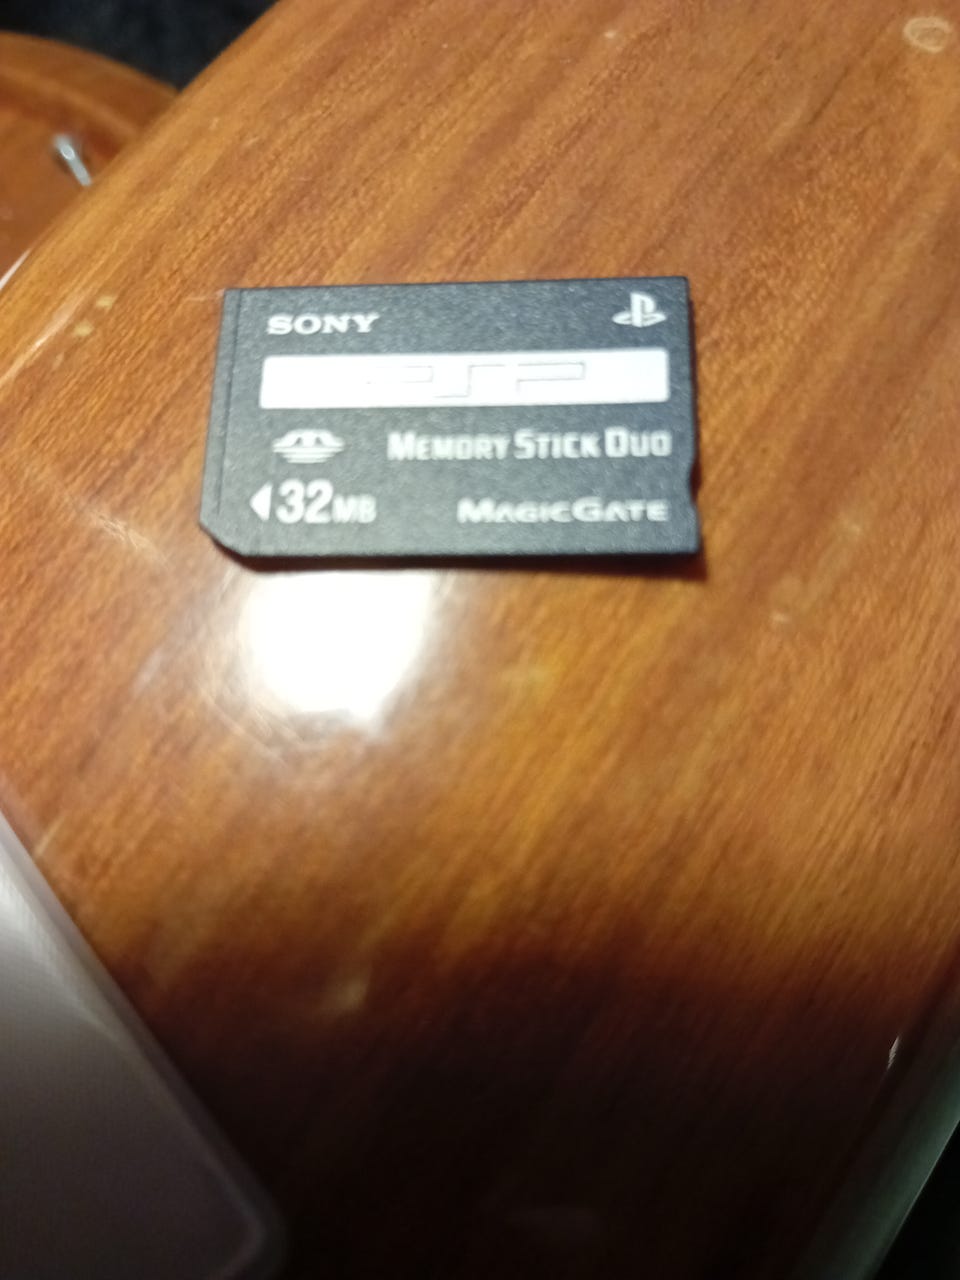 SONY
PSP
MEMORY STICK DUO
32MB
MAGICGATE